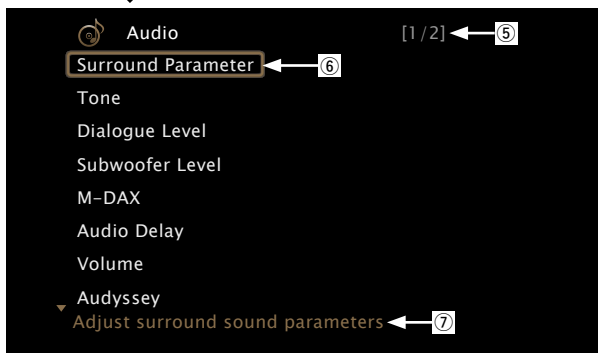 Audio [1/2] ⑤
Surround Parameter ⑥
Tone
Dialogue Level
Subwoofer Level
M-DAX
Audio Delay
Volume
Audyssey
Adjust surround sound parameters ⑦